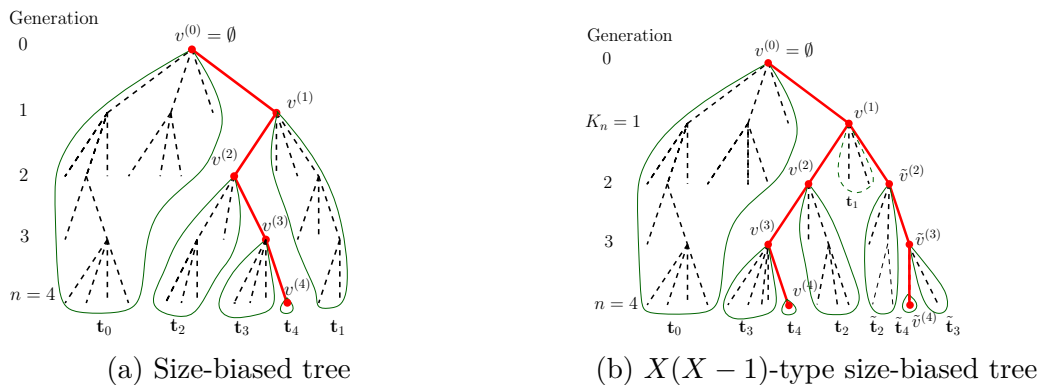 Generation
0
1
2
3
n = 4
v^{(0)} = ∅
v^{(1)}
v^{(2)}
v^{(3)}
v^{(4)}
t_0 t_2 t_3 t_4 t_1
(a) Size-biased tree
Generation
0
K_n = 1
2
3
n = 4
v^{(0)} = ∅
v^{(1)}
v^{(2)} ṽ^{(2)}
t_1
v^{(3)} ṽ^{(3)}
v^{(4)}
t_0 t_3 t_4 t_2 t̃_2 t̃_4 ṽ^{(4)} t̃_3
(b) X(X − 1)-type size-biased tree